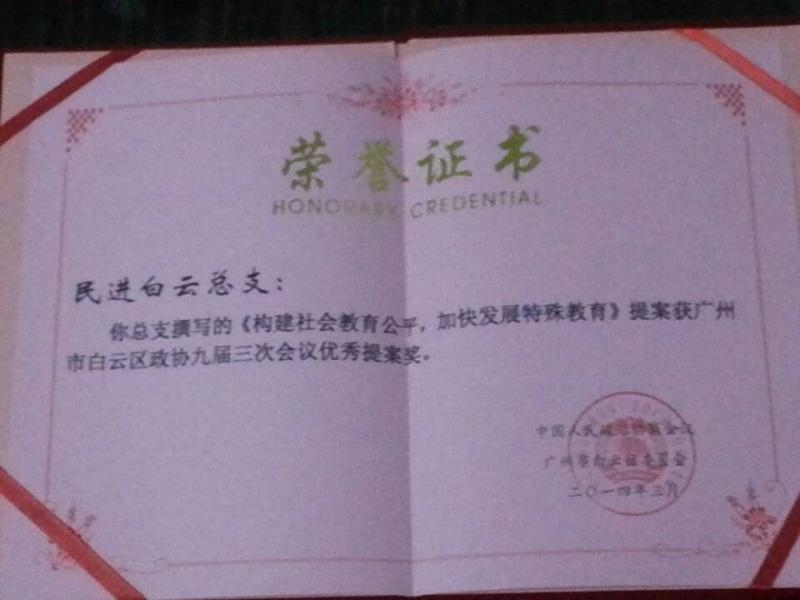 荣誉证书
HONORARY CREDENTIAL
民进白云总支：
你总支撰写的《构建社会教育公平，加快发展特殊教育》提案获广州
市白云区政协九届三次会议优秀提案奖。
中国人民政治协商会议
广州市白云区委员会
二〇一四年三月